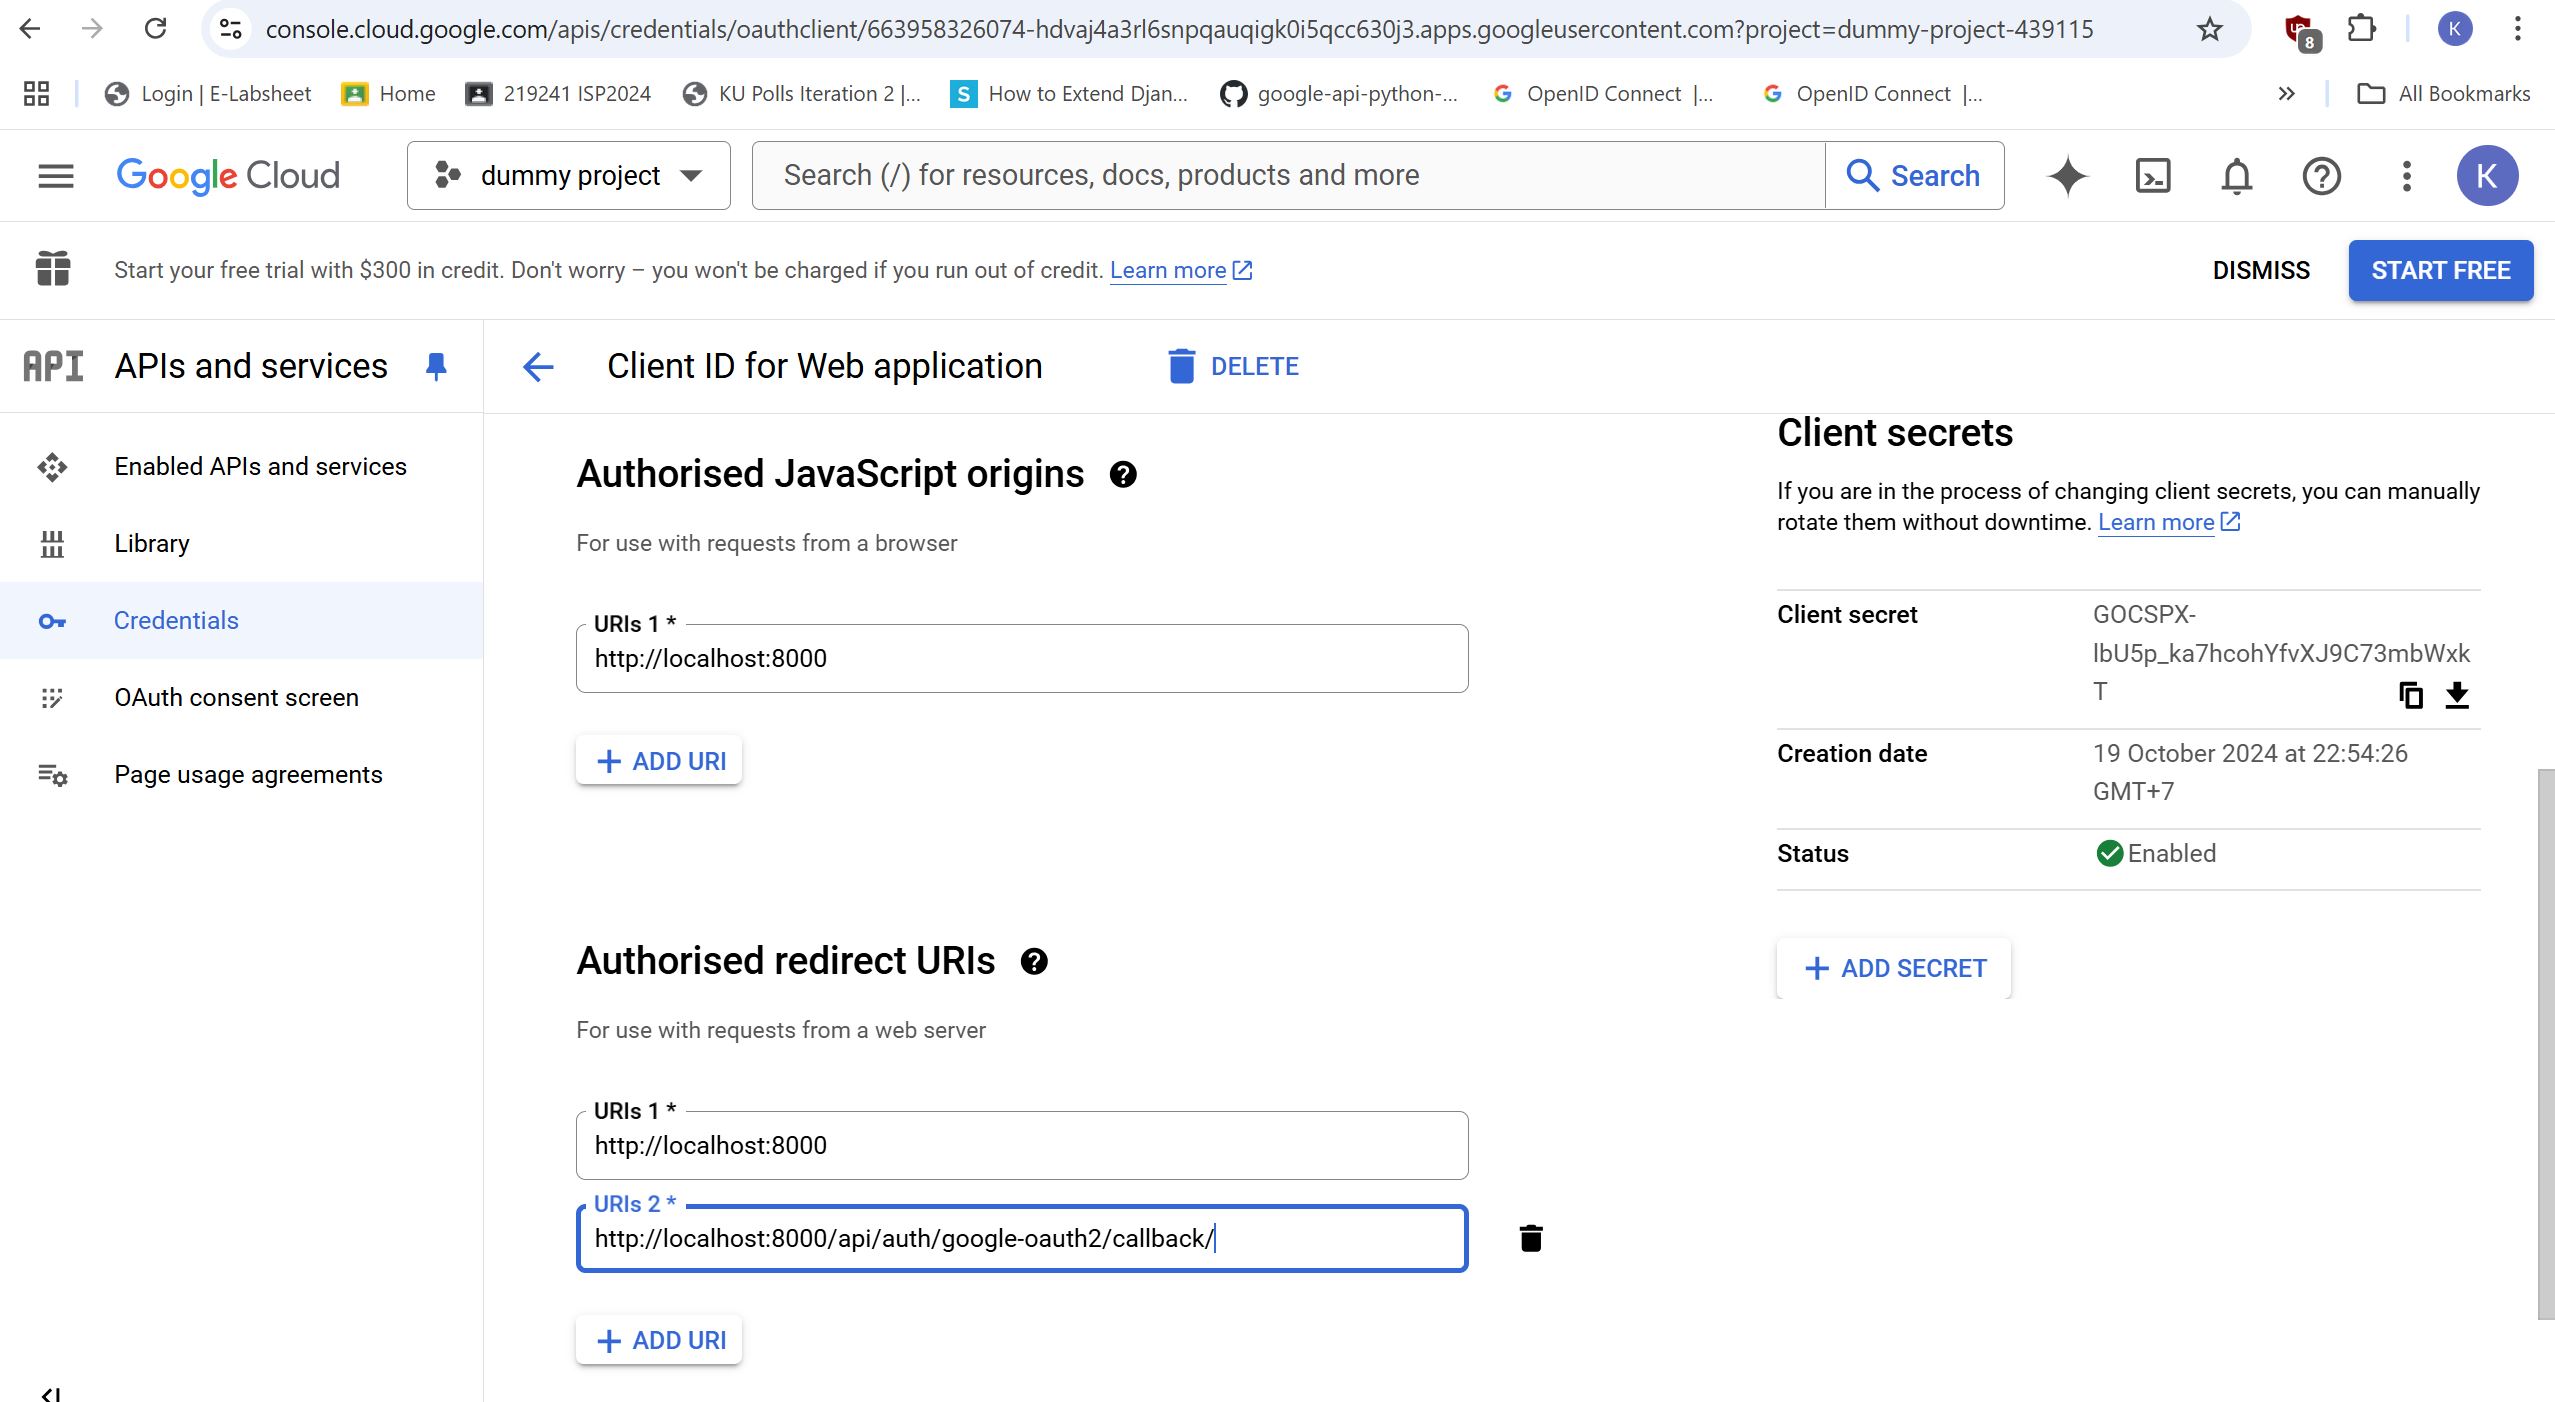 console.cloud.google.com/apis/credentials/oauthclient/663958326074-hdvaj4a3rl6snpqauqigk0i5qcc630j3.apps.googleusercontent.com?project=dummy-project-439115
8
K
Login | E-Labsheet
Home
219241 ISP2024
KU Polls Iteration 2 |...
S
How to Extend Djan...
google-api-python-...
OpenID Connect |...
OpenID Connect |...
All Bookmarks
Google Cloud
dummy project
Search (/) for resources, docs, products and more
Search
K
Start your free trial with $300 in credit. Don't worry – you won't be charged if you run out of credit. Learn more
DISMISS
START FREE
API
APIs and services
Client ID for Web application
DELETE
Enabled APIs and services
Library
Credentials
OAuth consent screen
Page usage agreements
Authorised JavaScript origins
For use with requests from a browser
URIs 1 *
http://localhost:8000
ADD URI
Authorised redirect URIs
For use with requests from a web server
URIs 1 *
http://localhost:8000
URIs 2 *
http://localhost:8000/api/auth/google-oauth2/callback/
ADD URI
Client secrets
If you are in the process of changing client secrets, you can manually
rotate them without downtime. Learn more
Client secret
GOCSPX-
lbU5p_ka7hcohYfvXJ9C73mbWxk
T
Creation date
19 October 2024 at 22:54:26
GMT+7
Status
Enabled
ADD SECRET